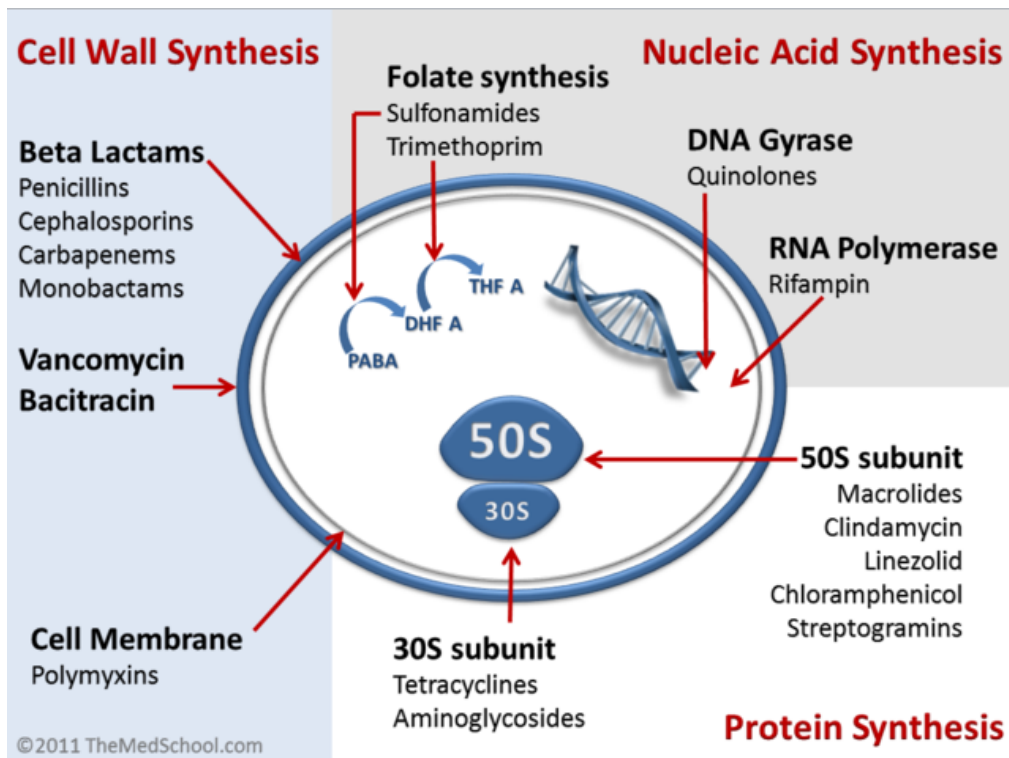 Cell Wall Synthesis
Beta Lactams
Penicillins
Cephalosporins
Carbapenems
Monobactams
Vancomycin
Bacitracin
Cell Membrane
Polymyxins
©2011 TheMedSchool.com
Nucleic Acid Synthesis
Folate synthesis
Sulfonamides
Trimethoprim
DNA Gyrase
Quinolones
RNA Polymerase
Rifampin
THF A
DHF A
PABA
50S
30S
50S subunit
Macrolides
Clindamycin
Linezolid
Chloramphenicol
Streptogramins
30S subunit
Tetracyclines
Aminoglycosides
Protein Synthesis